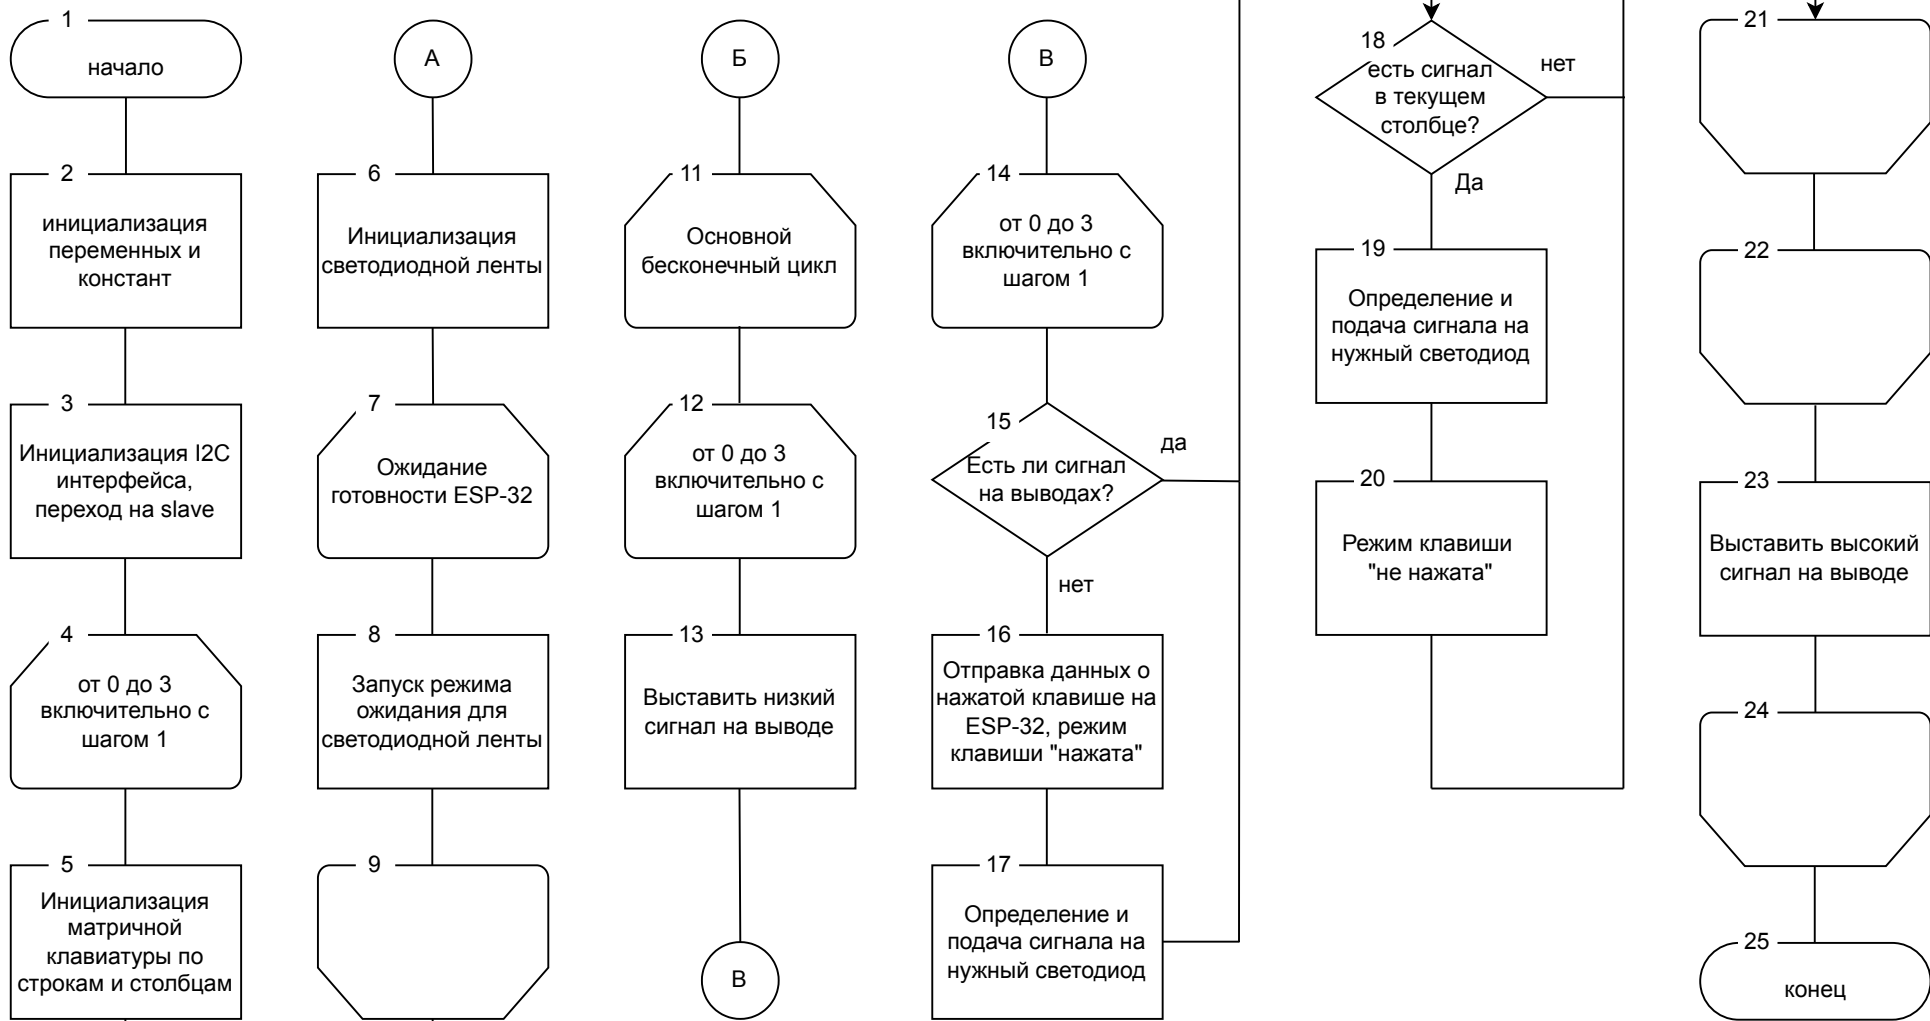 1
начало
2
инициализация
переменных и
констант
3
Инициализация I2C
интерфейса,
переход на slave
4
от 0 до 3
включительно с
шагом 1
5
Инициализация
матричной
клавиатуры по
строкам и столбцам
А
6
Инициализация
светодиодной ленты
7
Ожидание
готовности ESP-32
8
Запуск режима
ожидания для
светодиодной ленты
9
Б
11
Основной
бесконечный цикл
12
от 0 до 3
включительно с
шагом 1
13
Выставить низкий
сигнал на выводе
В
В
14
от 0 до 3
включительно с
шагом 1
15
Есть ли сигнал
на выводах?
да
нет
16
Отправка данных о
нажатой клавише на
ESP-32, режим
клавиши "нажата"
17
Определение и
подача сигнала на
нужный светодиод
18
есть сигнал
в текущем
столбце?
нет
Да
19
Определение и
подача сигнала на
нужный светодиод
20
Режим клавиши
"не нажата"
21
22
23
Выставить высокий
сигнал на выводе
24
25
конец